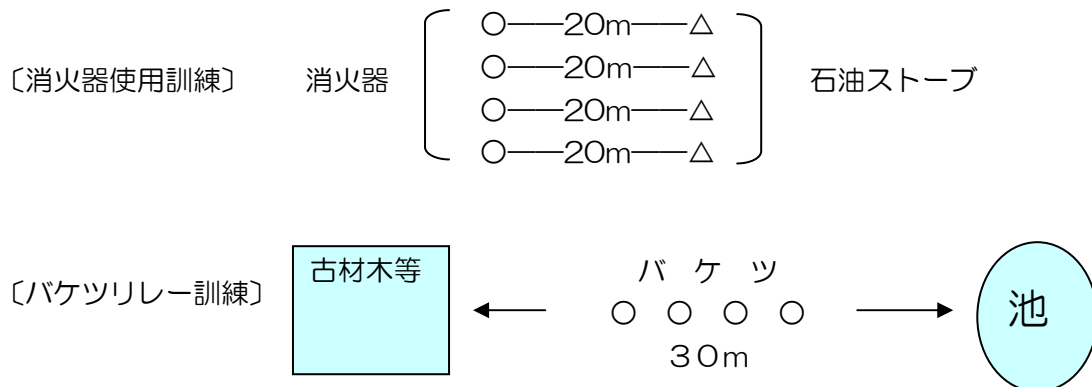 ○――20m――△
〔消火器使用訓練〕 消火器 ○――20m――△ 石油ストーブ
○――20m――△
○――20m――△
古材木等 バ ケ ツ
〔バケツリレー訓練〕 ○ ○ ○ ○ 池
30m